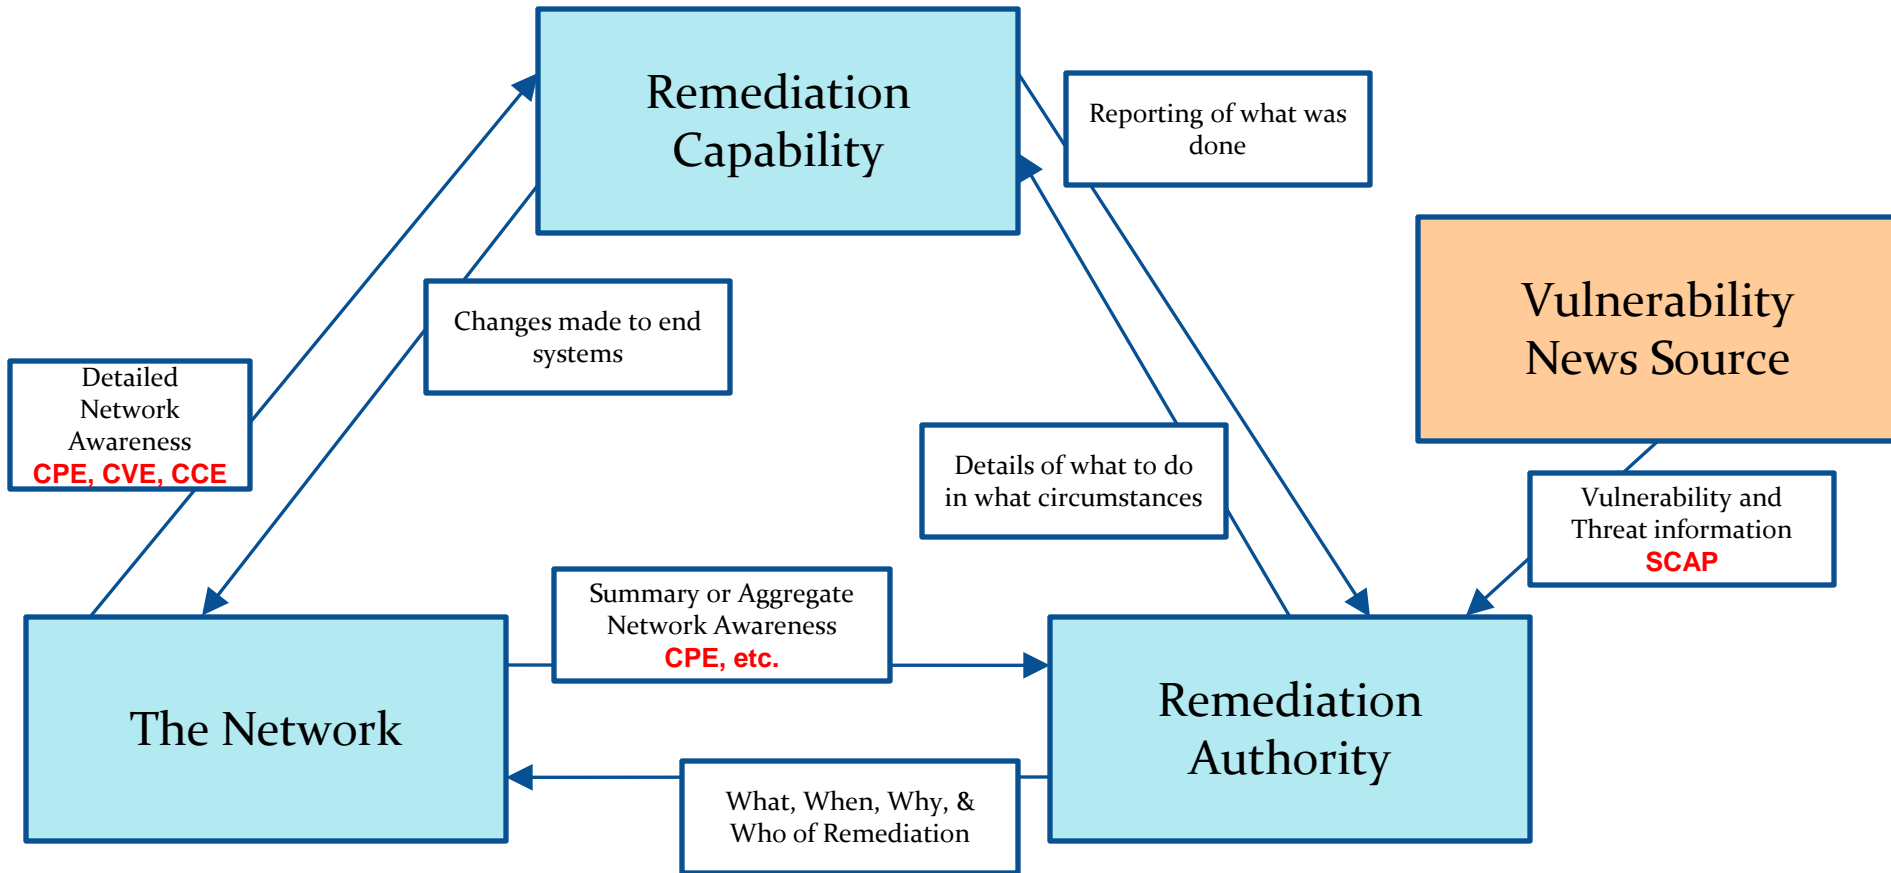 Remediation
Capability
Reporting of what was
done
Vulnerability
News Source
Changes made to end
systems
Detailed
Network
Awareness
CPE, CVE, CCE
Details of what to do
in what circumstances
Vulnerability and
Threat information
SCAP
Summary or Aggregate
Network Awareness
CPE, etc.
The Network
Remediation
Authority
What, When, Why, &
Who of Remediation